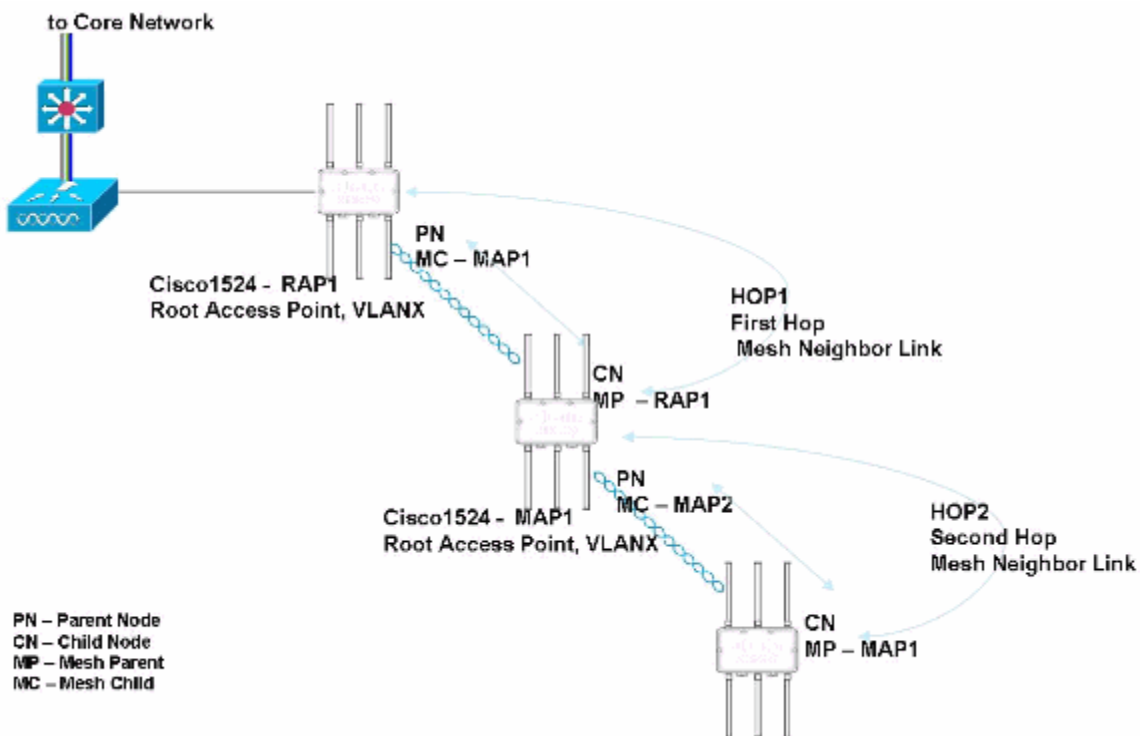 to Core Network
PN
MC – MAP1
Cisco1524 - RAP1
Root Access Point, VLANX
HOP1
First Hop
Mesh Neighbor Link
CN
MP – RAP1
PN
MC – MAP2
Cisco1524 - MAP1
Root Access Point, VLANX
HOP2
Second Hop
Mesh Neighbor Link
CN
MP – MAP1
PN – Parent Node
CN – Child Node
MP – Mesh Parent
MC – Mesh Child